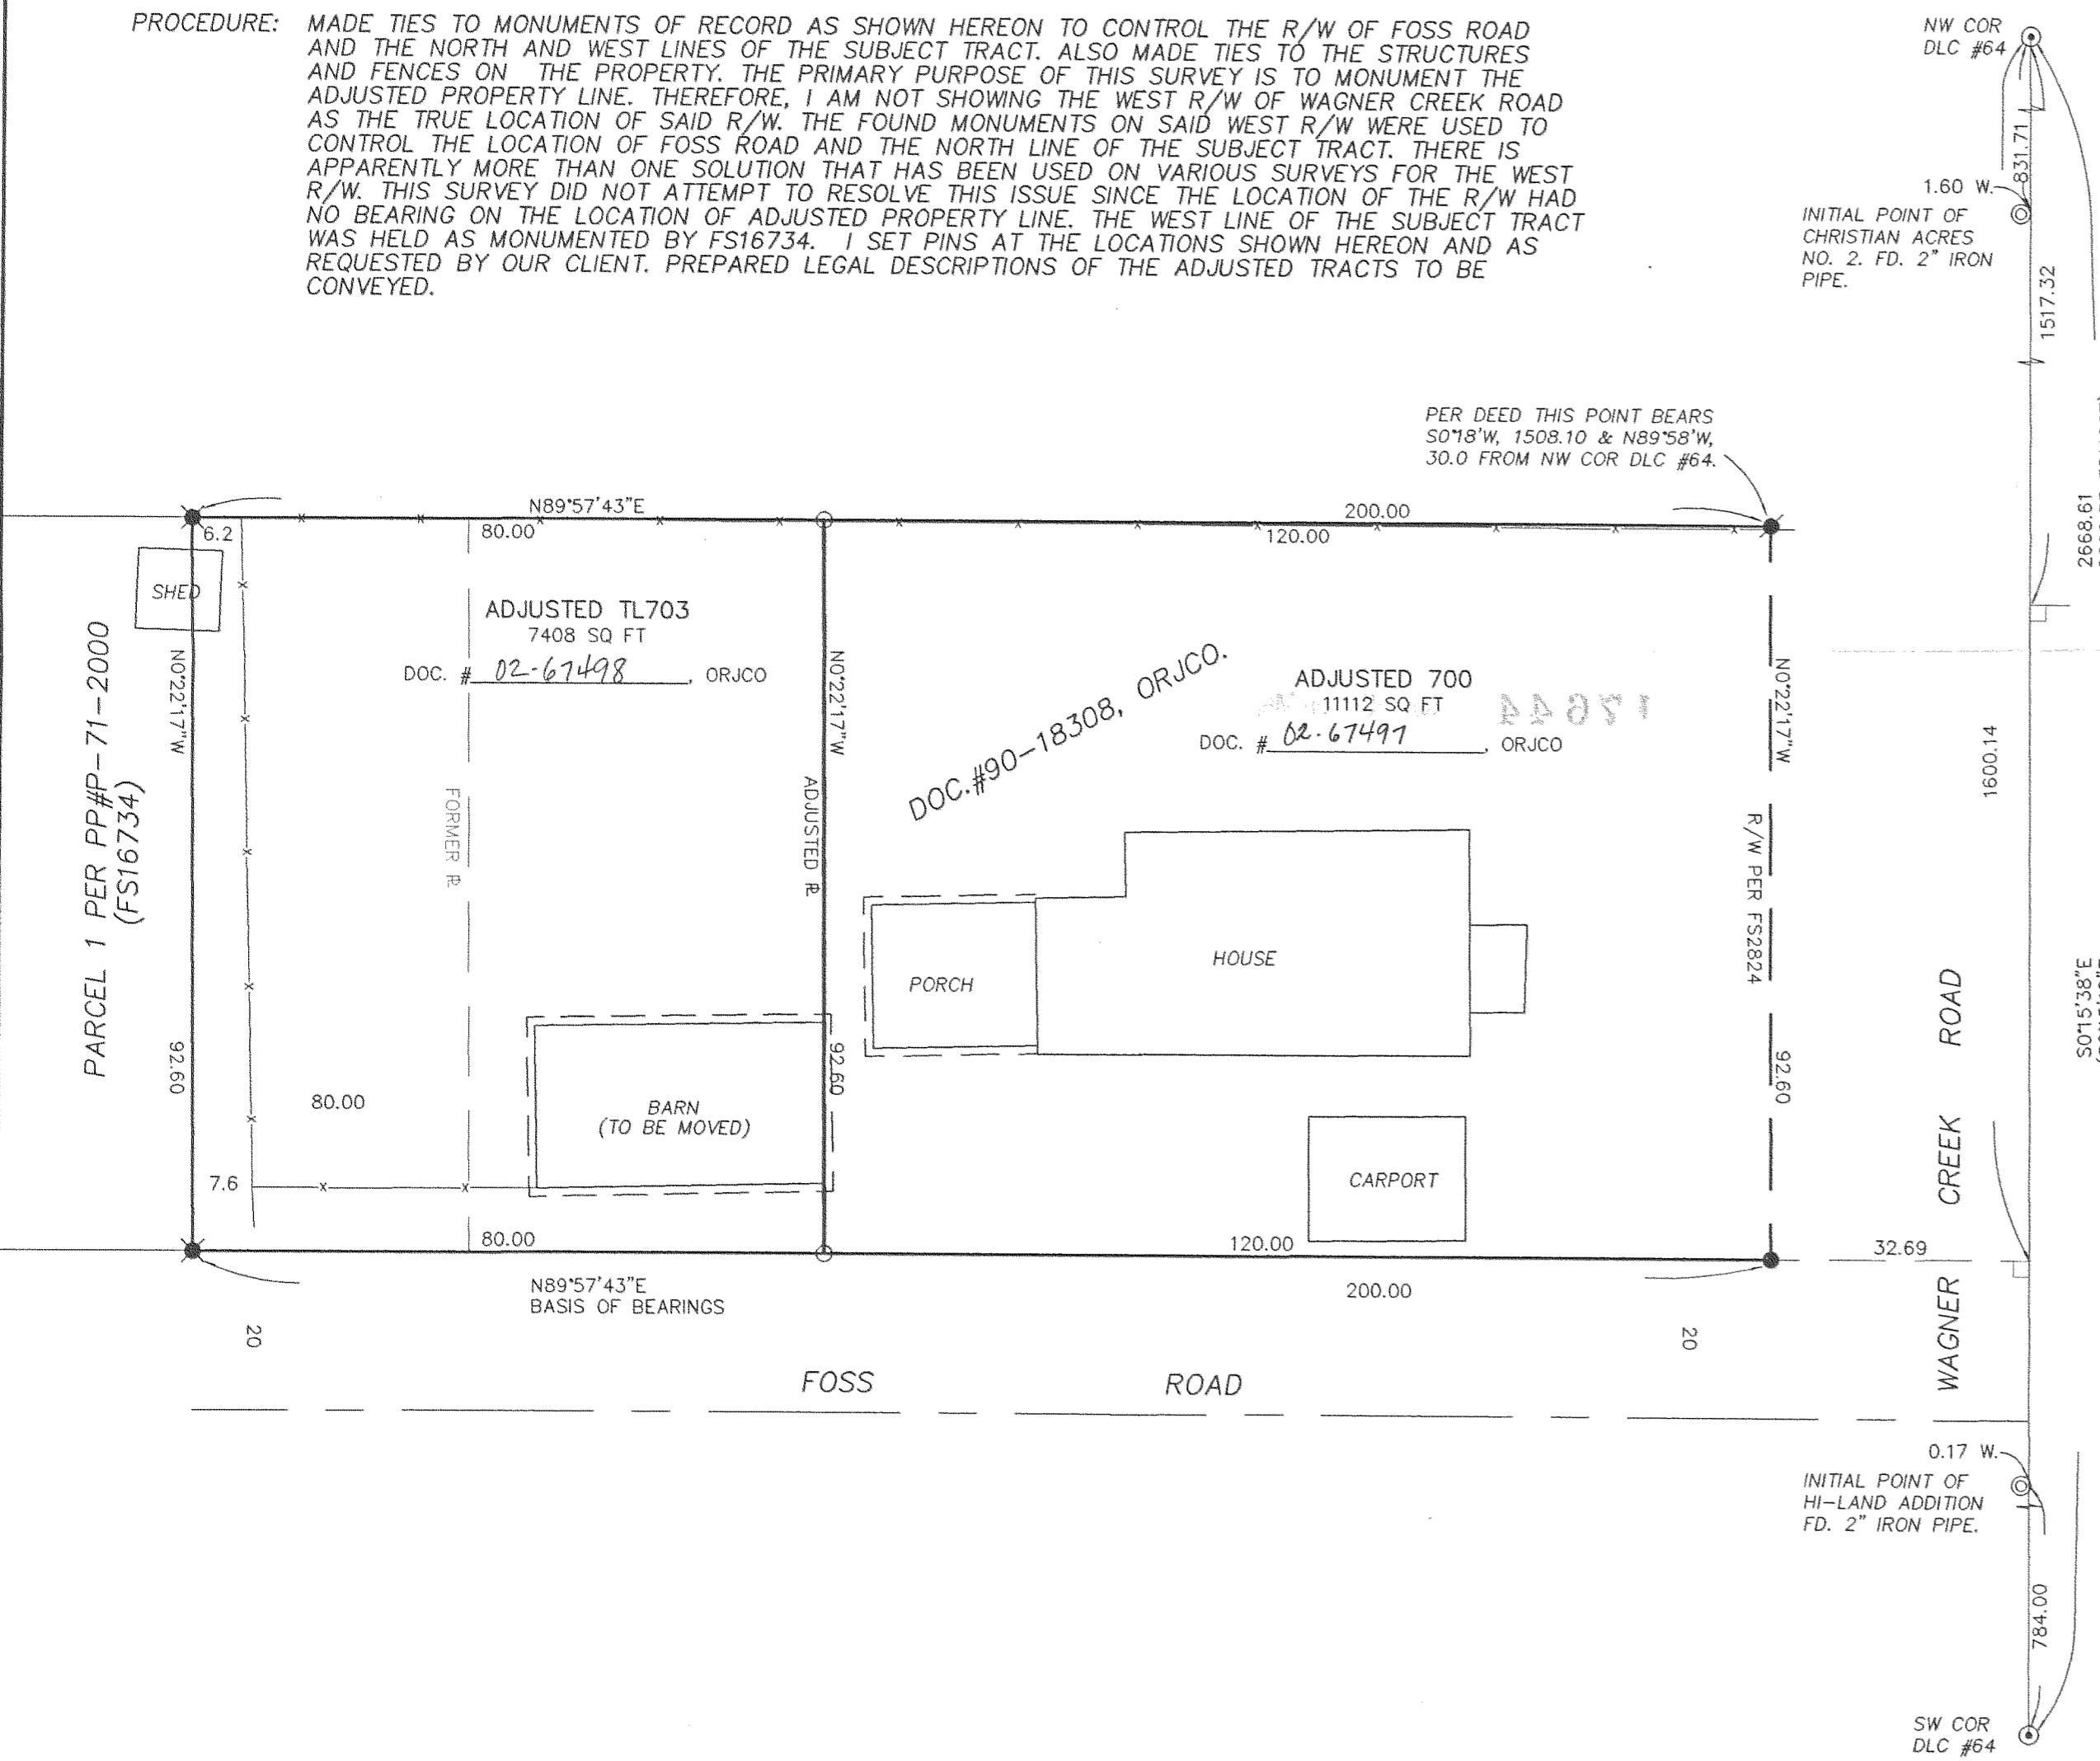 PROCEDURE: MADE TIES TO MONUMENTS OF RECORD AS SHOWN HEREON TO CONTROL THE R/W OF FOSS ROAD
AND THE NORTH AND WEST LINES OF THE SUBJECT TRACT. ALSO MADE TIES TO THE STRUCTURES
AND FENCES ON THE PROPERTY. THE PRIMARY PURPOSE OF THIS SURVEY IS TO MONUMENT THE
ADJUSTED PROPERTY LINE. THEREFORE, I AM NOT SHOWING THE WEST R/W OF WAGNER CREEK ROAD
AS THE TRUE LOCATION OF SAID R/W. THE FOUND MONUMENTS ON SAID WEST R/W WERE USED TO
CONTROL THE LOCATION OF FOSS ROAD AND THE NORTH LINE OF THE SUBJECT TRACT. THERE IS
APPARENTLY MORE THAN ONE SOLUTION THAT HAS BEEN USED ON VARIOUS SURVEYS FOR THE WEST
R/W. THIS SURVEY DID NOT ATTEMPT TO RESOLVE THIS ISSUE SINCE THE LOCATION OF THE R/W HAD
NO BEARING ON THE LOCATION OF ADJUSTED PROPERTY LINE. THE WEST LINE OF THE SUBJECT TRACT
WAS HELD AS MONUMENTED BY FS16734. I SET PINS AT THE LOCATIONS SHOWN HEREON AND AS
REQUESTED BY OUR CLIENT. PREPARED LEGAL DESCRIPTIONS OF THE ADJUSTED TRACTS TO BE
CONVEYED.
NW COR
DLC #64
831.71
1.60 W.
INITIAL POINT OF
CHRISTIAN ACRES
NO. 2. FD. 2" IRON
PIPE.
1517.32
PER DEED THIS POINT BEARS
S0°18'W, 1508.10 & N89°58'W,
30.0 FROM NW COR DLC #64.
2668.61
N89°57'43"E
200.00
6.2
80.00
120.00
SHED
ADJUSTED TL703
7408 SQ FT
DOC. # 02-67498, ORJCO
PARCEL 1 PER PP#P-71-2000
(FS16734)
N0°22'17"W
92.60
FORMER PL
N0°22'17"W
ADJUSTED PL
92.60
DOC.#90-18308, ORJCO.
ADJUSTED 700
11112 SQ FT
DOC. # 02-67497, ORJCO
12644
N0°22'17"W
R/W PER FS2824
92.60
1600.14
HOUSE
PORCH
BARN
(TO BE MOVED)
CARPORT
80.00
7.6
80.00
120.00
32.69
N89°57'43"E
BASIS OF BEARINGS
200.00
20
20
FOSS ROAD
WAGNER CREEK ROAD
S0°15'38"E
0.17 W.
INITIAL POINT OF
HI-LAND ADDITION
FD. 2" IRON PIPE.
784.00
SW COR
DLC #64